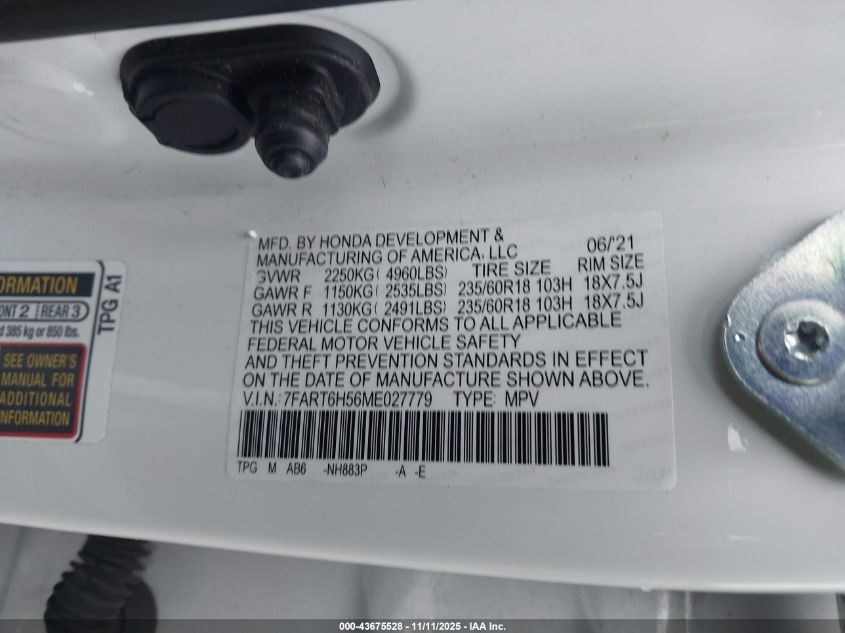 MFD. BY HONDA DEVELOPMENT &
MANUFACTURING OF AMERICA, LLC 06/'21
GVWR 2250KG( 4960LBS) TIRE SIZE RIM SIZE
GAWR F 1150KG( 2535LBS) 235/60R18 103H 18X7.5J
GAWR R 1130KG( 2491LBS) 235/60R18 103H 18X7.5J
THIS VEHICLE CONFORMS TO ALL APPLICABLE
FEDERAL MOTOR VEHICLE SAFETY
AND THEFT PREVENTION STANDARDS IN EFFECT
ON THE DATE OF MANUFACTURE SHOWN ABOVE.
V.I.N.: 7FART6H56ME027779 TYPE: MPV
TPG M AB6 -NH883P -A -E
ORMATION
ONT 2 REAR 3
d 385 kg or 850 lbs.
SEE OWNER'S
MANUAL FOR
ADDITIONAL
INFORMATION
TPG A1
000-43675528 - 11/11/2025 - IAA Inc.